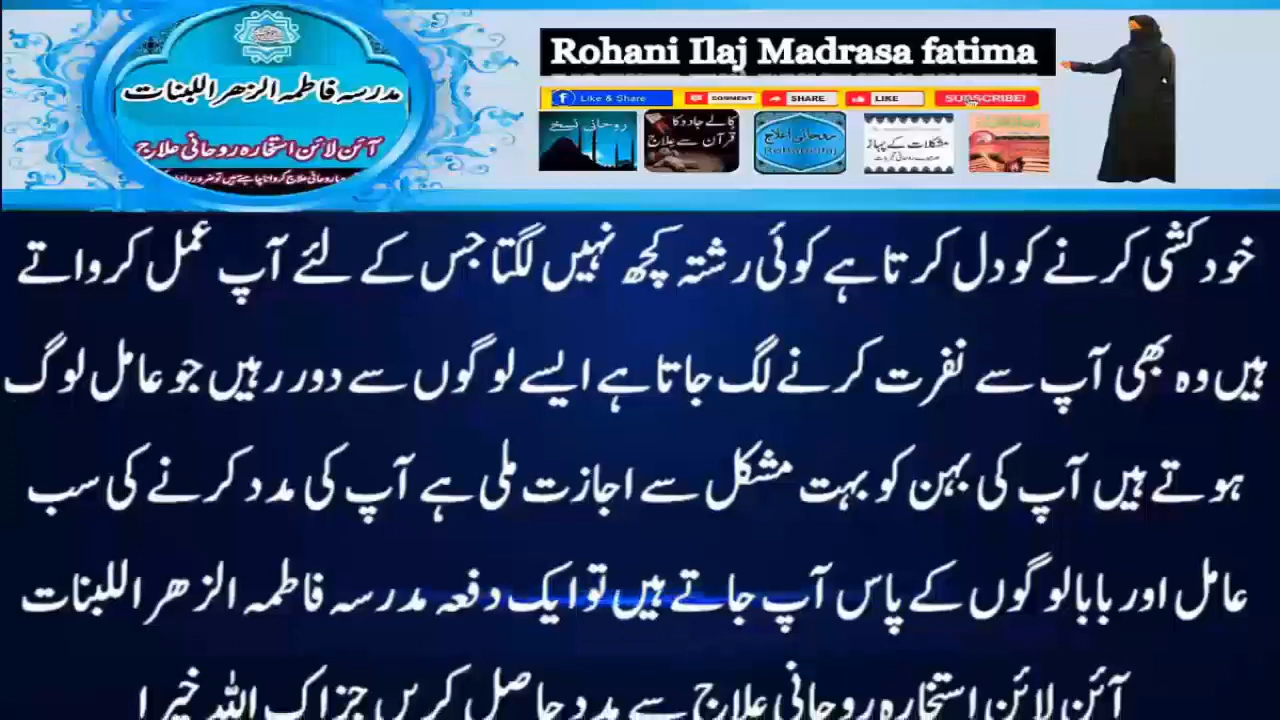 مدرسہ فاطمہ الزھرا اللبنات
آئن لائن استخارہ روحانی علاج
Rohani Ilaj Madrasa fatima
Like & Share
COMMENT
SHARE
LIKE
SUBSCRIBE!
روحانی نسخے
کالے جادو کا
قرآن سے علاج
روحانی علاج
Rohani ilaj
مشکلات کے پہاڑ
خودکشی کرنے کو دل کرتا ہے کوئی رشتہ کچھ نہیں لگتا جس کے لئے آپ عمل کرواتے
ہیں وہ بھی آپ سے نفرت کرنے لگ جاتا ہے ایسے لوگوں سے دور رہیں جو عامل لوگ
ہوتے ہیں آپ کی بہن کو بہت مشکل سے اجازت ملی ہے آپ کی مدد کرنے کی سب
عامل اور بابا لوگوں کے پاس آپ جاتے ہیں تو ایک دفعہ مدرسہ فاطمہ الزھرا اللبنات
آئن لائن استخارہ روحانی علاج سے مدد حاصل کریں جزاک اللہ خیرا